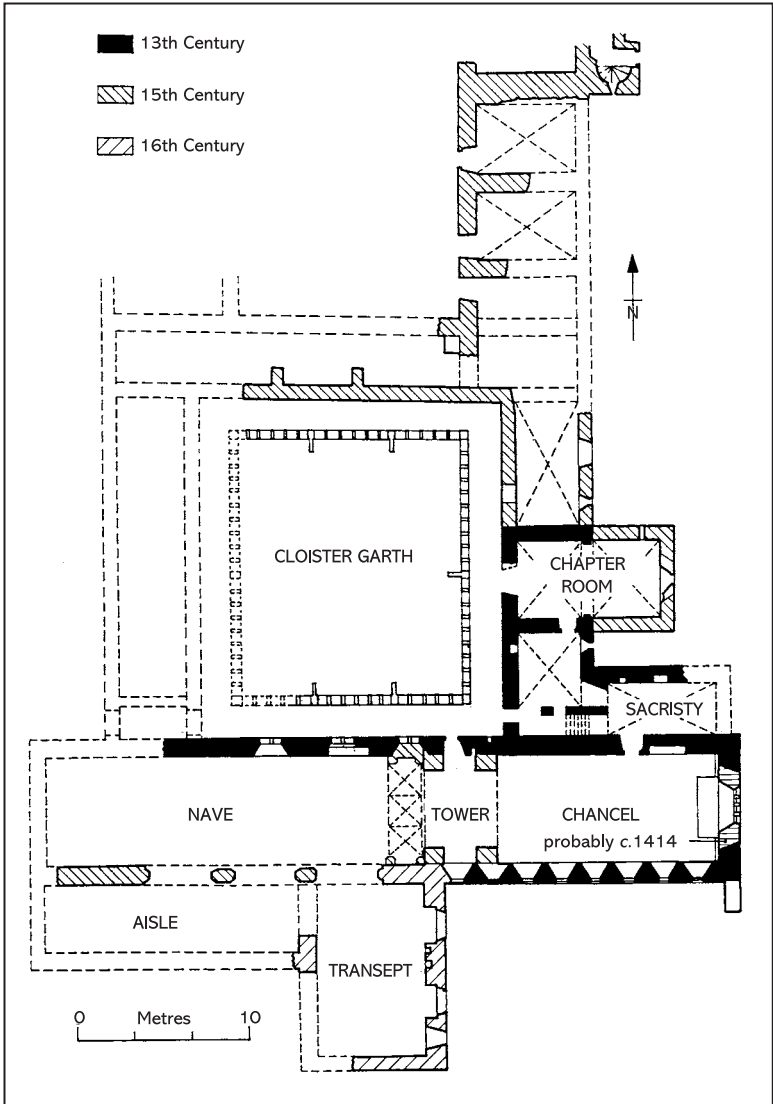 13th Century
15th Century
16th Century
N
CLOISTER GARTH
CHAPTER
ROOM
SACRISTY
NAVE
TOWER
CHANCEL
probably c.1414
AISLE
TRANSEPT
0 Metres 10